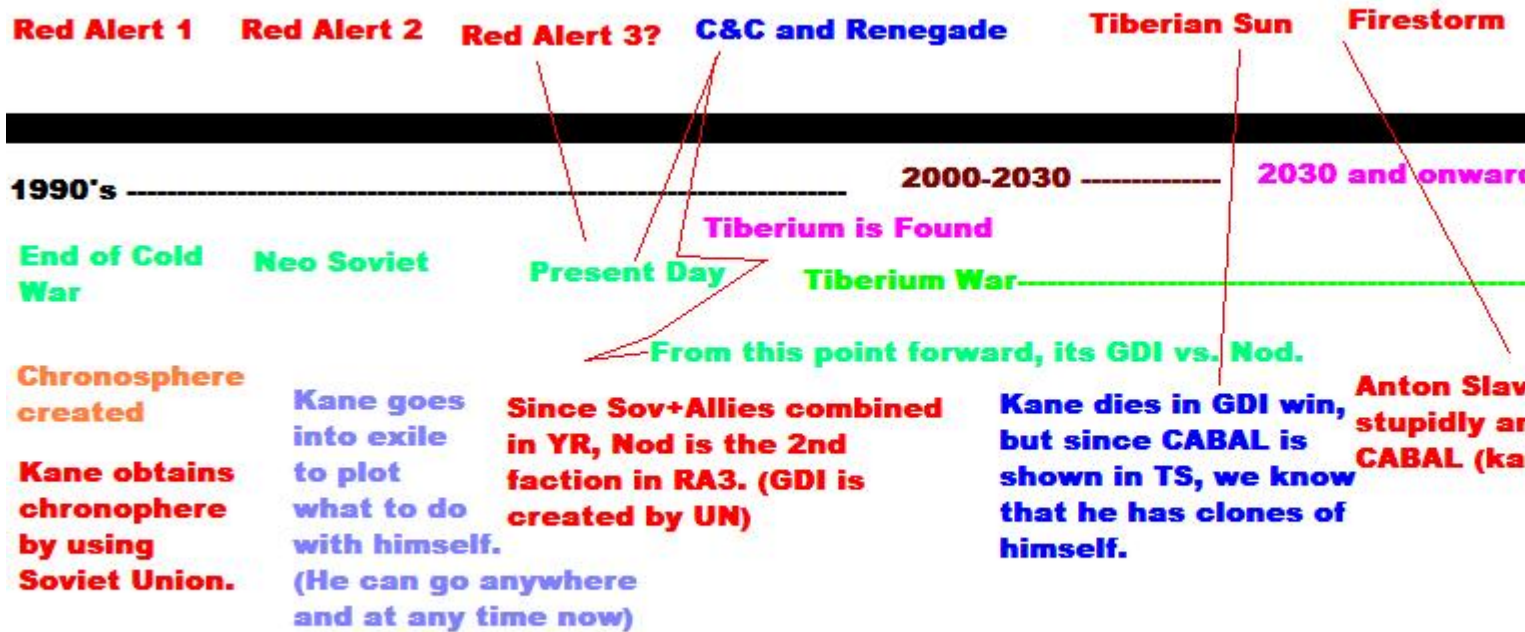 Red Alert 1
Red Alert 2
Red Alert 3?
C&C and Renegade
Tiberian Sun
Firestorm
1990's --------------------------------------------------------
2000-2030 --------------
2030 and onward
Tiberium is Found
End of Cold
War
Neo Soviet
Present Day
Tiberium War--------------------------------------------------
From this point forward, its GDI vs. Nod.
Chronosphere
created
Kane obtains
chronophere
by using
Soviet Union.
Kane goes
into exile
to plot
what to do
with himself.
(He can go anywhere
and at any time now)
Since Sov+Allies combined
in YR, Nod is the 2nd
faction in RA3. (GDI is
created by UN)
Kane dies in GDI win,
but since CABAL is
shown in TS, we know
that he has clones of
himself.
Anton Slav
stupidly
CABAL